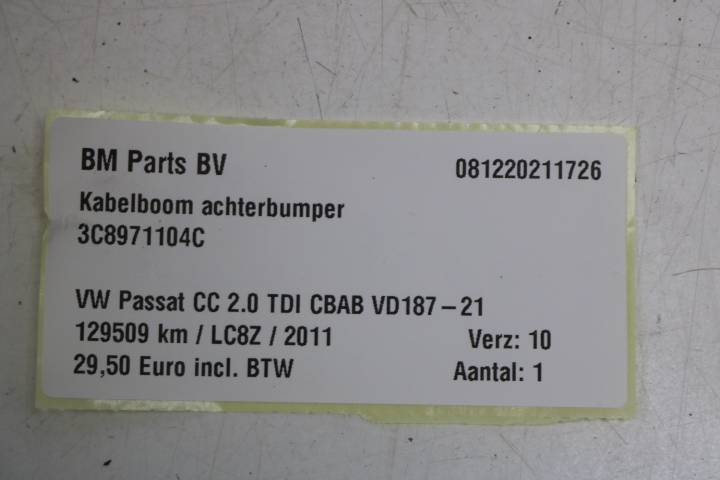 BM Parts BV 081220211726
Kabelboom achterbumper
3C8971104C
VW Passat CC 2.0 TDI CBAB VD187-21
129509 km / LC8Z / 2011 Verz: 10
29,50 Euro incl. BTW Aantal: 1